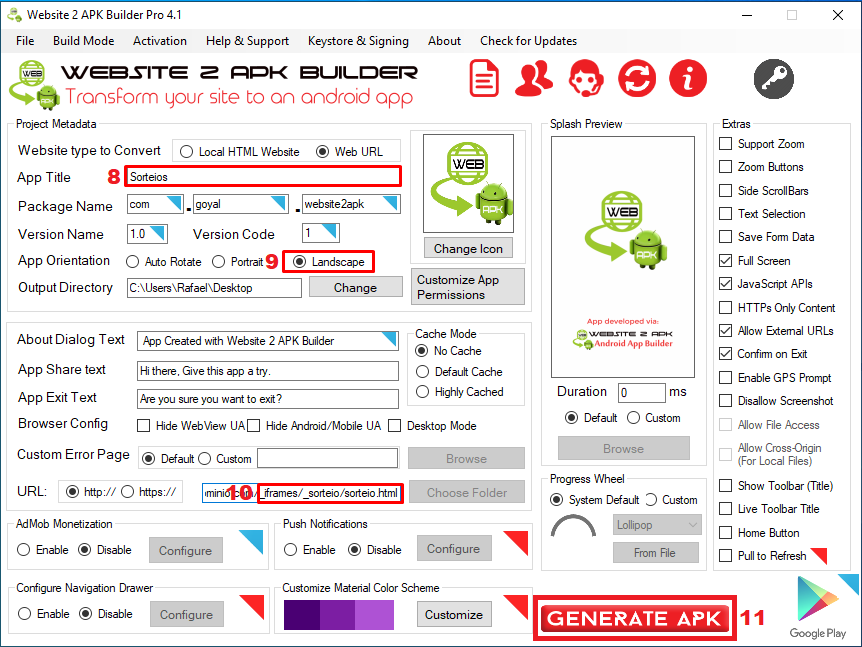 Website 2 APK Builder Pro 4.1
File Build Mode Activation Help & Support Keystore & Signing About Check for Updates
WEB
APK
WEBSITE 2 APK BUILDER
Transform your site to an android app
Project Metadata
Website type to Convert Local HTML Website Web URL
App Title 8 Sorteios
Package Name com . goyal . website2apk
Version Name 1.0 Version Code 1
App Orientation Auto Rotate Portrait 9 Landscape
Output Directory C:\Users\Rafael\Desktop Change
WEB
APK
Change Icon
Customize App
Permissions
About Dialog Text App Created with Website 2 APK Builder
App Share text Hi there, Give this app a try.
App Exit Text Are you sure you want to exit?
Browser Config Hide WebView UA Hide Android/Mobile UA Desktop Mode
Custom Error Page Default Custom Browse
URL: http:// https:// 10 _iframes/_sorteio/sorteio.html Choose Folder
Cache Mode
No Cache
Default Cache
Highly Cached
AdMob Monetization
Enable Disable Configure
Push Notifications
Enable Disable Configure
Configure Navigation Drawer
Enable Disable Configure
Customize Material Color Scheme
Customize
Splash Preview
WEB
APK
App developed via:
WEBSITE 2 APK
Android App Builder
Duration 0 ms
Default Custom
Browse
Progress Wheel
System Default Custom
Lollipop
From File
Extras
Support Zoom
Zoom Buttons
Side ScrollBars
Text Selection
Save Form Data
Full Screen
JavaScript APIs
HTTPs Only Content
Allow External URLs
Confirm on Exit
Enable GPS Prompt
Disallow Screenshot
Allow File Access
Allow Cross-Origin
(For Local Files)
Show Toolbar (Title)
Live Toolbar Title
Home Button
Pull to Refresh
GENERATE APK 11
Google Play